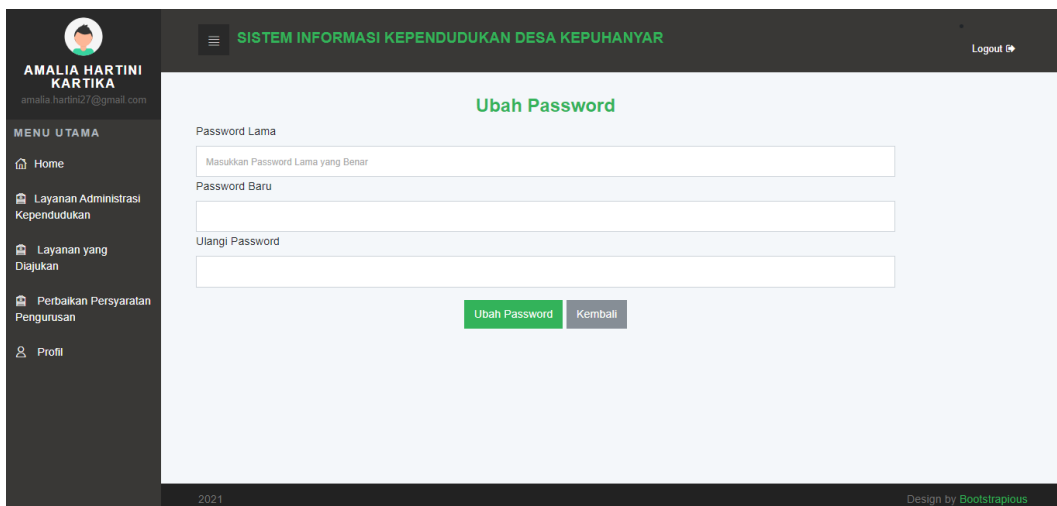 AMALIA HARTINI
KARTIKA
amalia.hartini27@gmail.com
MENU UTAMA
Home
Layanan Administrasi
Kependudukan
Layanan yang
Diajukan
Perbaikan Persyaratan
Pengurusan
Profil
SISTEM INFORMASI KEPENDUDUKAN DESA KEPUHANYAR
Logout
Ubah Password
Password Lama
Masukkan Password Lama yang Benar
Password Baru
Ulangi Password
Ubah Password Kembali
2021 Design by Bootstrapious